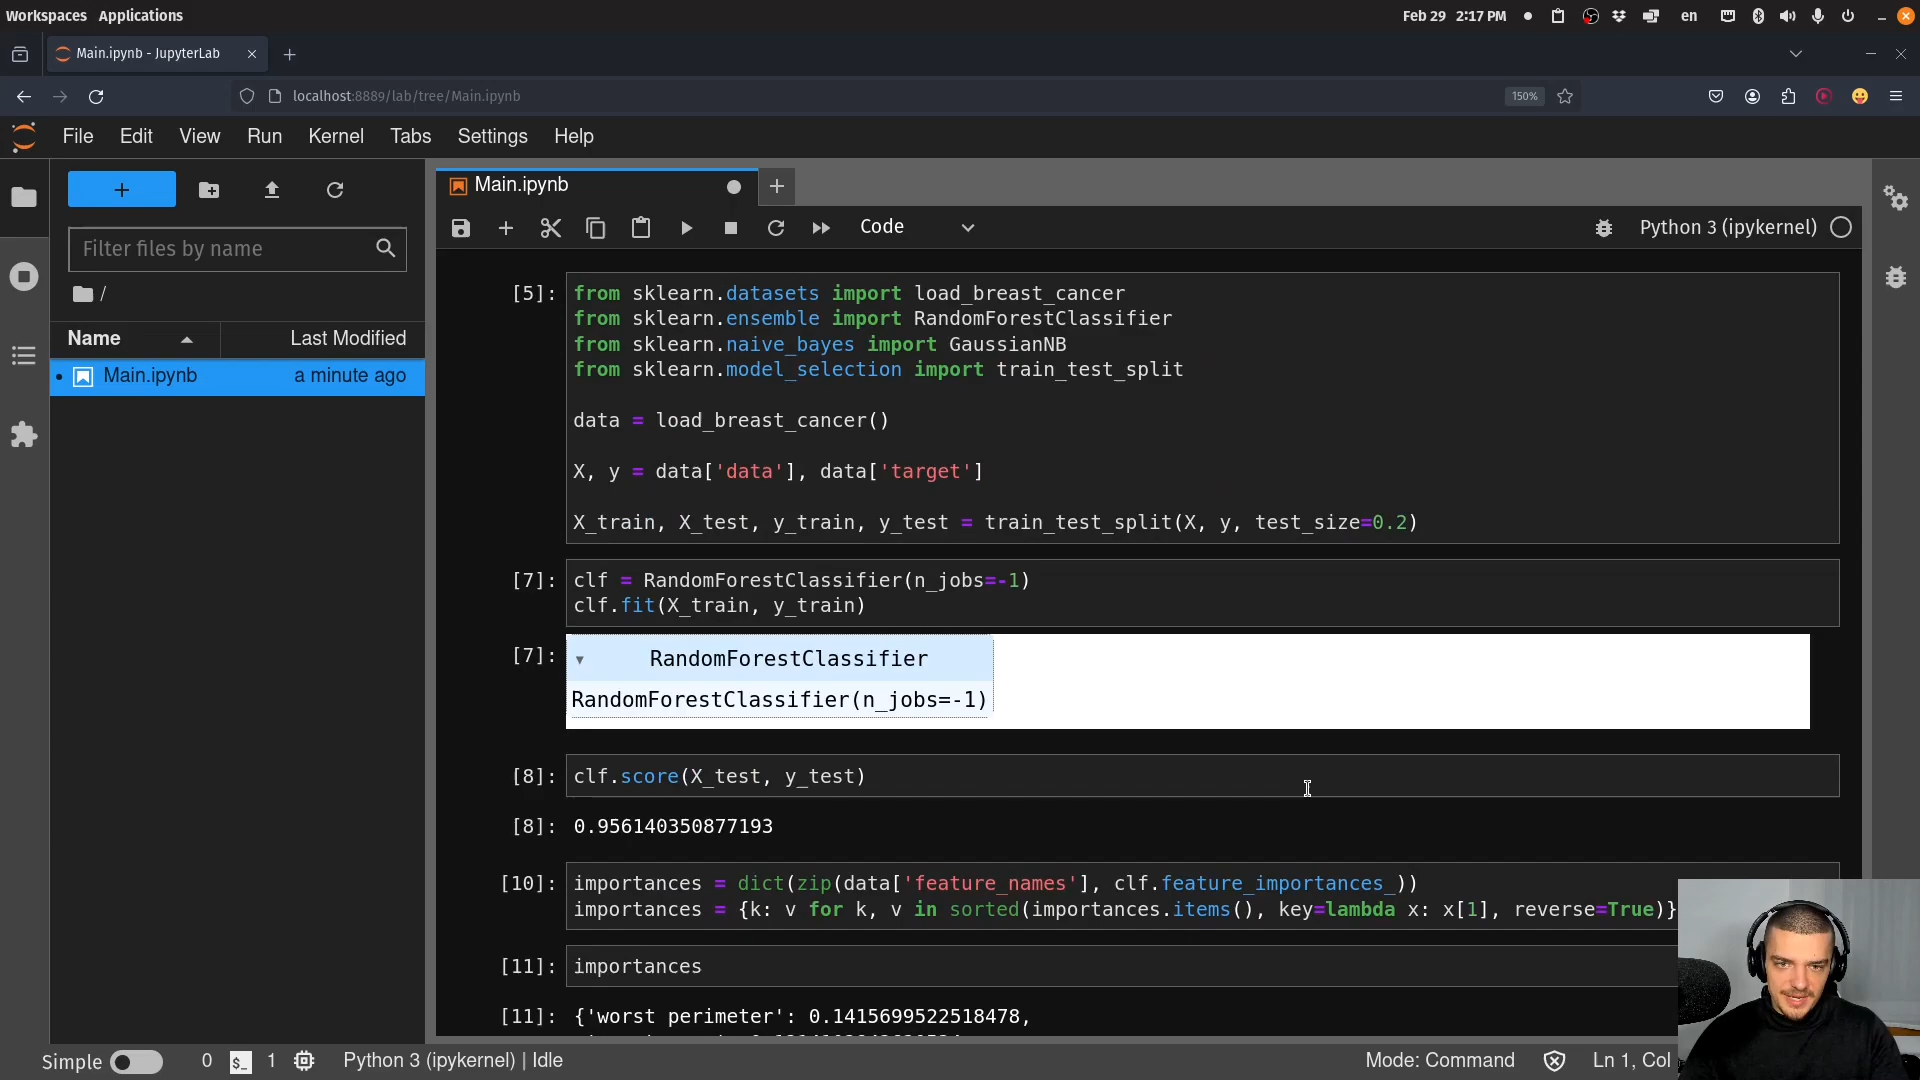 Workspaces Applications
Feb 29 2:17 PM
en
Main.ipynb - JupyterLab
localhost:8889/lab/tree/Main.ipynb
150%
File Edit View Run Kernel Tabs Settings Help
Filter files by name
/
Name Last Modified
Main.ipynb a minute ago
Main.ipynb
Code
Python 3 (ipykernel)
[5]: from sklearn.datasets import load_breast_cancer
from sklearn.ensemble import RandomForestClassifier
from sklearn.naive_bayes import GaussianNB
from sklearn.model_selection import train_test_split
data = load_breast_cancer()
X, y = data['data'], data['target']
X_train, X_test, y_train, y_test = train_test_split(X, y, test_size=0.2)
[7]: clf = RandomForestClassifier(n_jobs=-1)
clf.fit(X_train, y_train)
[7]: ▾ RandomForestClassifier
RandomForestClassifier(n_jobs=-1)
[8]: clf.score(X_test, y_test)
[8]: 0.956140350877193
[10]: importances = dict(zip(data['feature_names'], clf.feature_importances_))
importances = {k: v for k, v in sorted(importances.items(), key=lambda x: x[1], reverse=True)}
[11]: importances
[11]: {'worst perimeter': 0.1415699522518478,
Simple 0 $_ 1 Python 3 (ipykernel) | Idle
Mode: Command Ln 1, Col